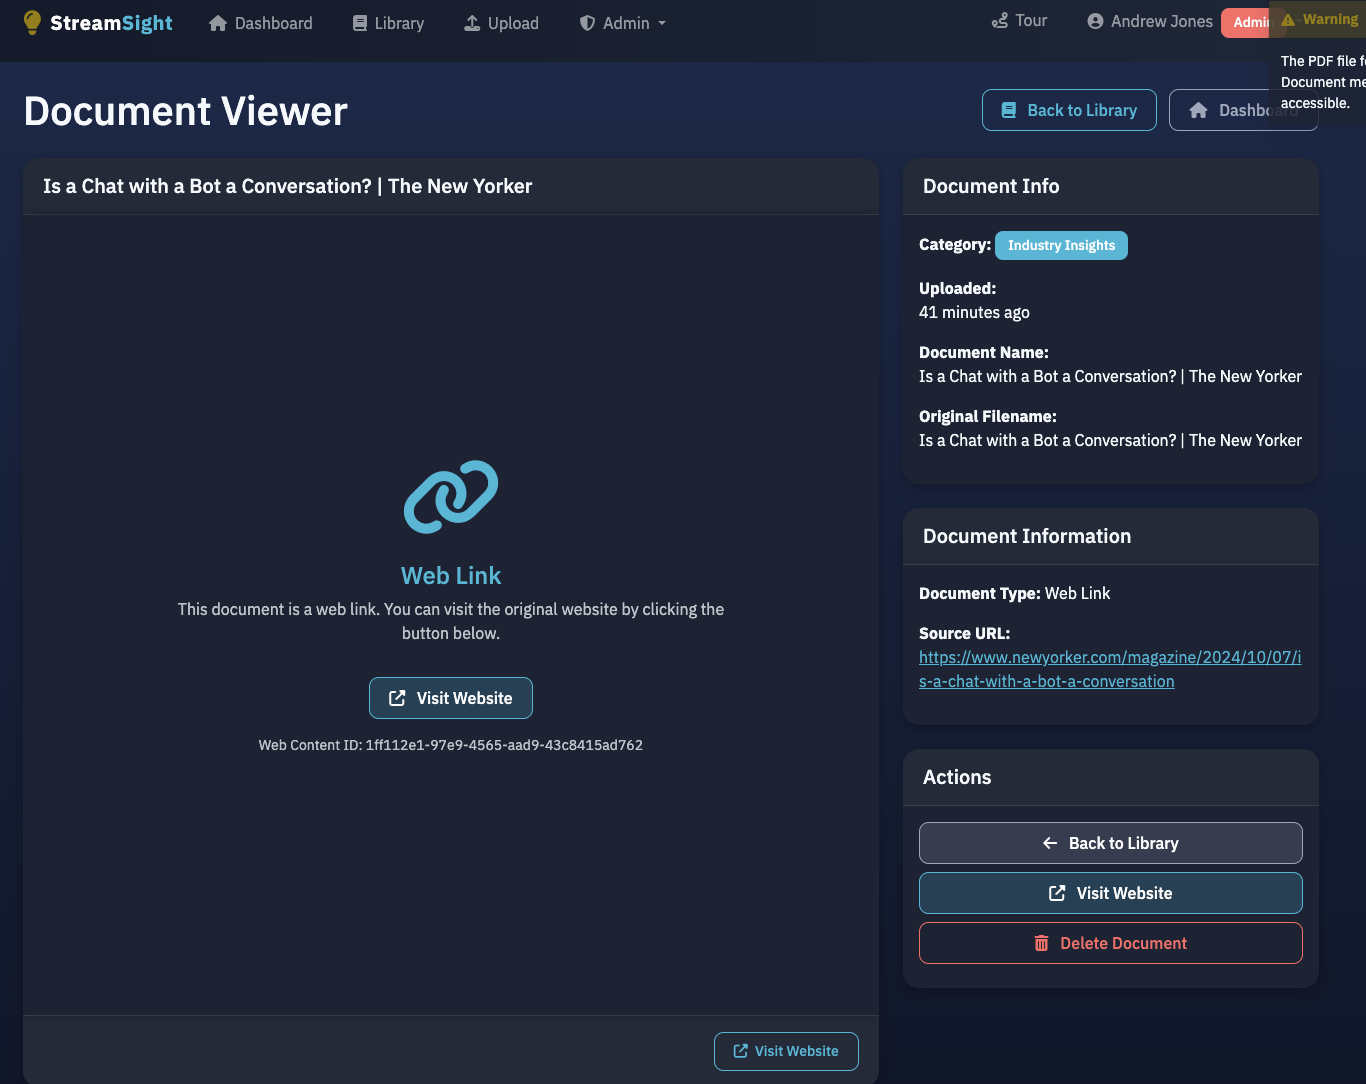 StreamSight
Dashboard
Library
Upload
Admin
Tour
Andrew Jones
Warning
The PDF file
Document
accessible.
Document Viewer
Back to Library
Is a Chat with a Bot a Conversation? | The New Yorker
Web Link
This document is a web link. You can visit the original website by clicking the
button below.
Visit Website
Web Content ID: 1ff112e1-97e9-4565-aad9-43c8415ad762
Visit Website
Document Info
Category: Industry Insights
Uploaded:
41 minutes ago
Document Name:
Is a Chat with a Bot a Conversation? | The New Yorker
Original Filename:
Is a Chat with a Bot a Conversation? | The New Yorker
Document Information
Document Type: Web Link
Source URL:
https://www.newyorker.com/magazine/2024/10/07/i
s-a-chat-with-a-bot-a-conversation
Actions
Back to Library
Visit Website
Delete Document